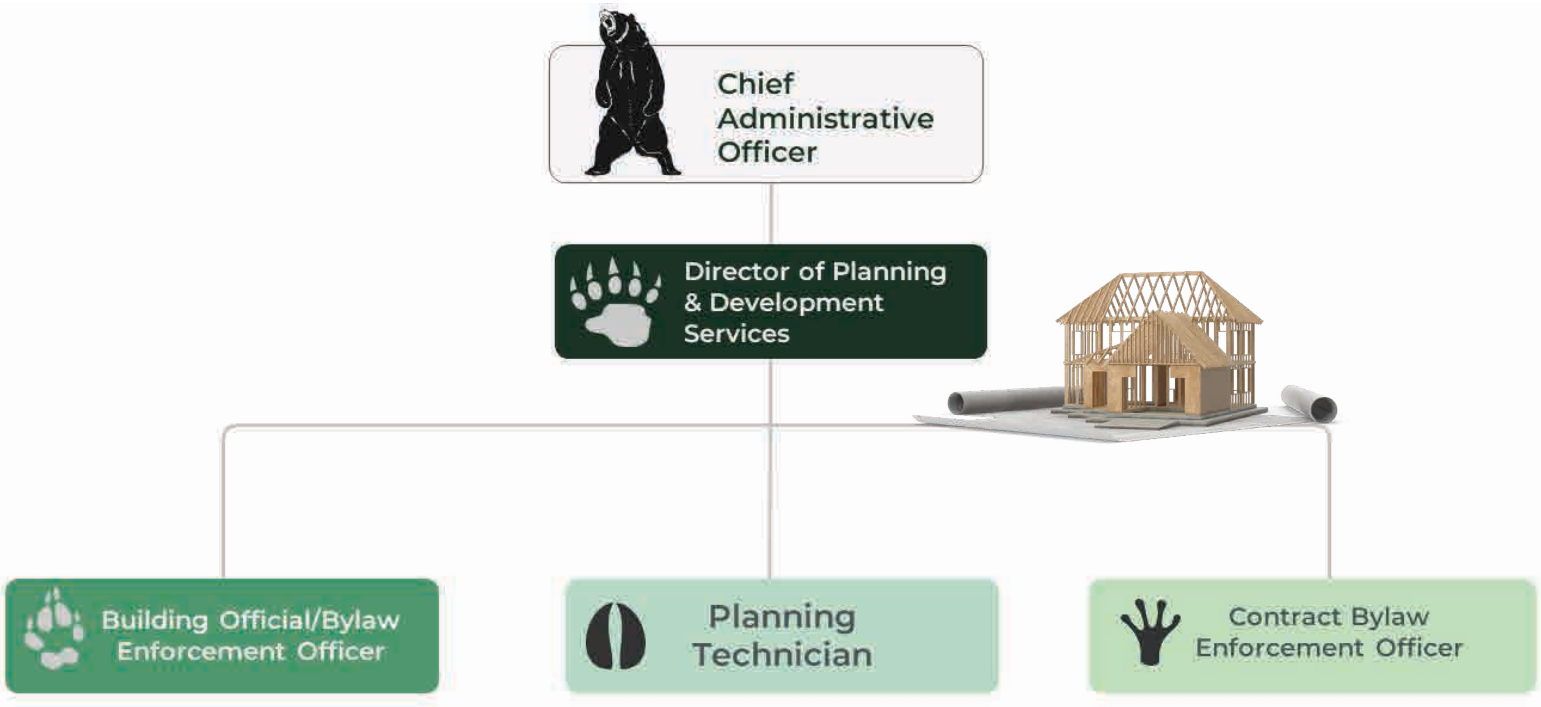 Chief
Administrative
Officer
Director of Planning
& Development
Services
Building Official/Bylaw
Enforcement Officer
Planning
Technician
Contract Bylaw
Enforcement Officer